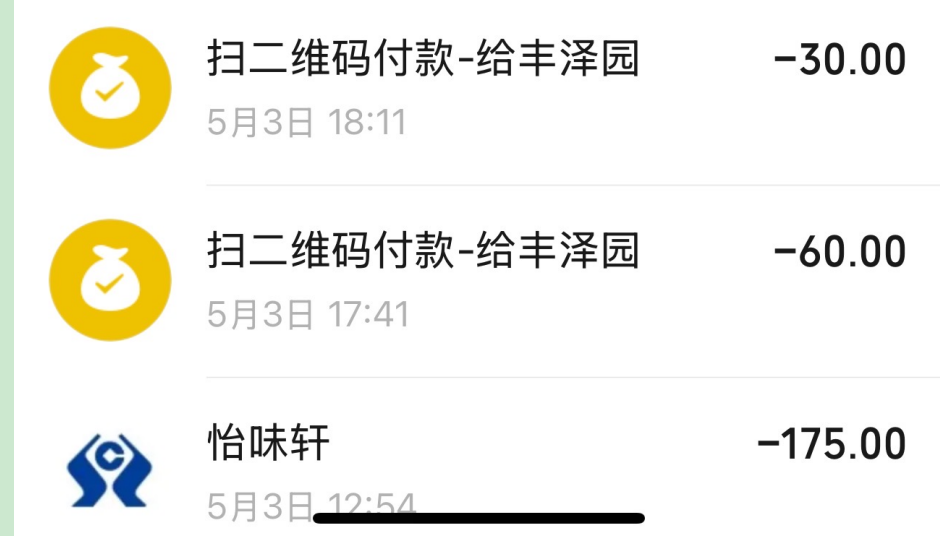 扫二维码付款-给丰泽园
-30.00
5月3日 18:11
扫二维码付款-给丰泽园
-60.00
5月3日 17:41
怡味轩
-175.00
5月3日 12:54